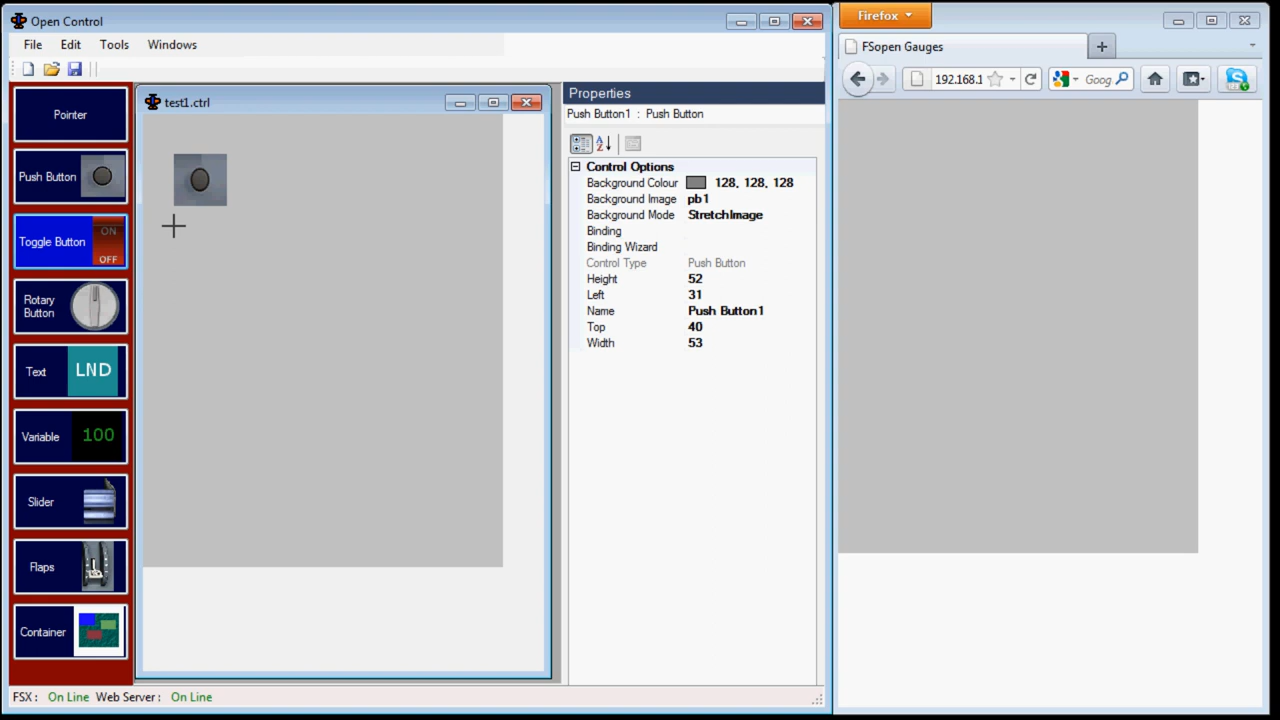 Open Control
File Edit Tools Windows
Pointer
Push Button
Toggle Button
ON
OFF
Rotary
Button
Text
LND
Variable
100
Slider
Flaps
Container
test1.ctrl
Properties
Push Button1 : Push Button
A
Z
Control Options
Background Colour 128, 128, 128
Background Image pb1
Background Mode StretchImage
Binding
Binding Wizard
Control Type Push Button
Height 52
Left 31
Name Push Button1
Top 40
Width 53
FSX : On Line Web Server : On Line
Firefox
FSopen Gauges
192.168.1
Goog